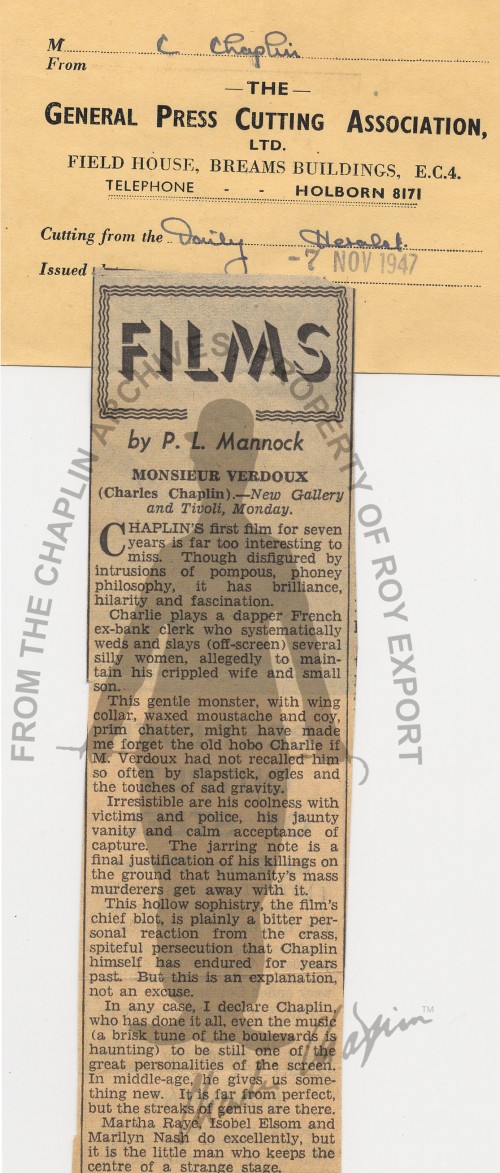 M C Chaplin
From
— THE —
GENERAL PRESS CUTTING ASSOCIATION,
LTD.
FIELD HOUSE, BREAMS BUILDINGS, E.C.4.
TELEPHONE - - HOLBORN 8171
Cutting from the Daily Herald.
Issued
-7 NOV 1947
FILMS
by P. L. Mannock
MONSIEUR VERDOUX
(Charles Chaplin).—New Gallery
and Tivoli, Monday.
CHAPLIN'S first film for seven
years is far too interesting to
miss. Though disfigured by
intrusions of pompous, phoney
philosophy, it has brilliance,
hilarity and fascination.
Charlie plays a dapper French
ex-bank clerk who systematically
weds and slays (off-screen) several
silly women, allegedly to main-
tain his crippled wife and small
son.
This gentle monster, with wing
collar, waxed moustache and coy,
prim chatter, might have made
me forget the old hobo Charlie if
M. Verdoux had not recalled him
so often by slapstick, ogles and
the touches of sad gravity.
Irresistible are his coolness with
victims and police, his jaunty
vanity and calm acceptance of
capture. The jarring note is a
final justification of his killings on
the ground that humanity's mass
murderers get away with it.
This hollow sophistry, the film's
chief blot, is plainly a bitter per-
sonal reaction from the crass,
spiteful persecution that Chaplin
himself has endured for years
past. But this is an explanation,
not an excuse.
In any case, I declare Chaplin,
who has done it all, even the music
(a brisk tune of the boulevards is
haunting) to be still one of the
great personalities of the screen.
In middle-age, he gives us some-
thing new. It is far from perfect,
but the streaks of genius are there.
Martha Raye, Isobel Elsom and
Marilyn Nash do excellently, but
it is the little man who keeps the
centre of a strange stage.
FROM THE CHAPLIN ARCHIVES PROPERTY OF ROY EXPORT
Charlie Chaplin™